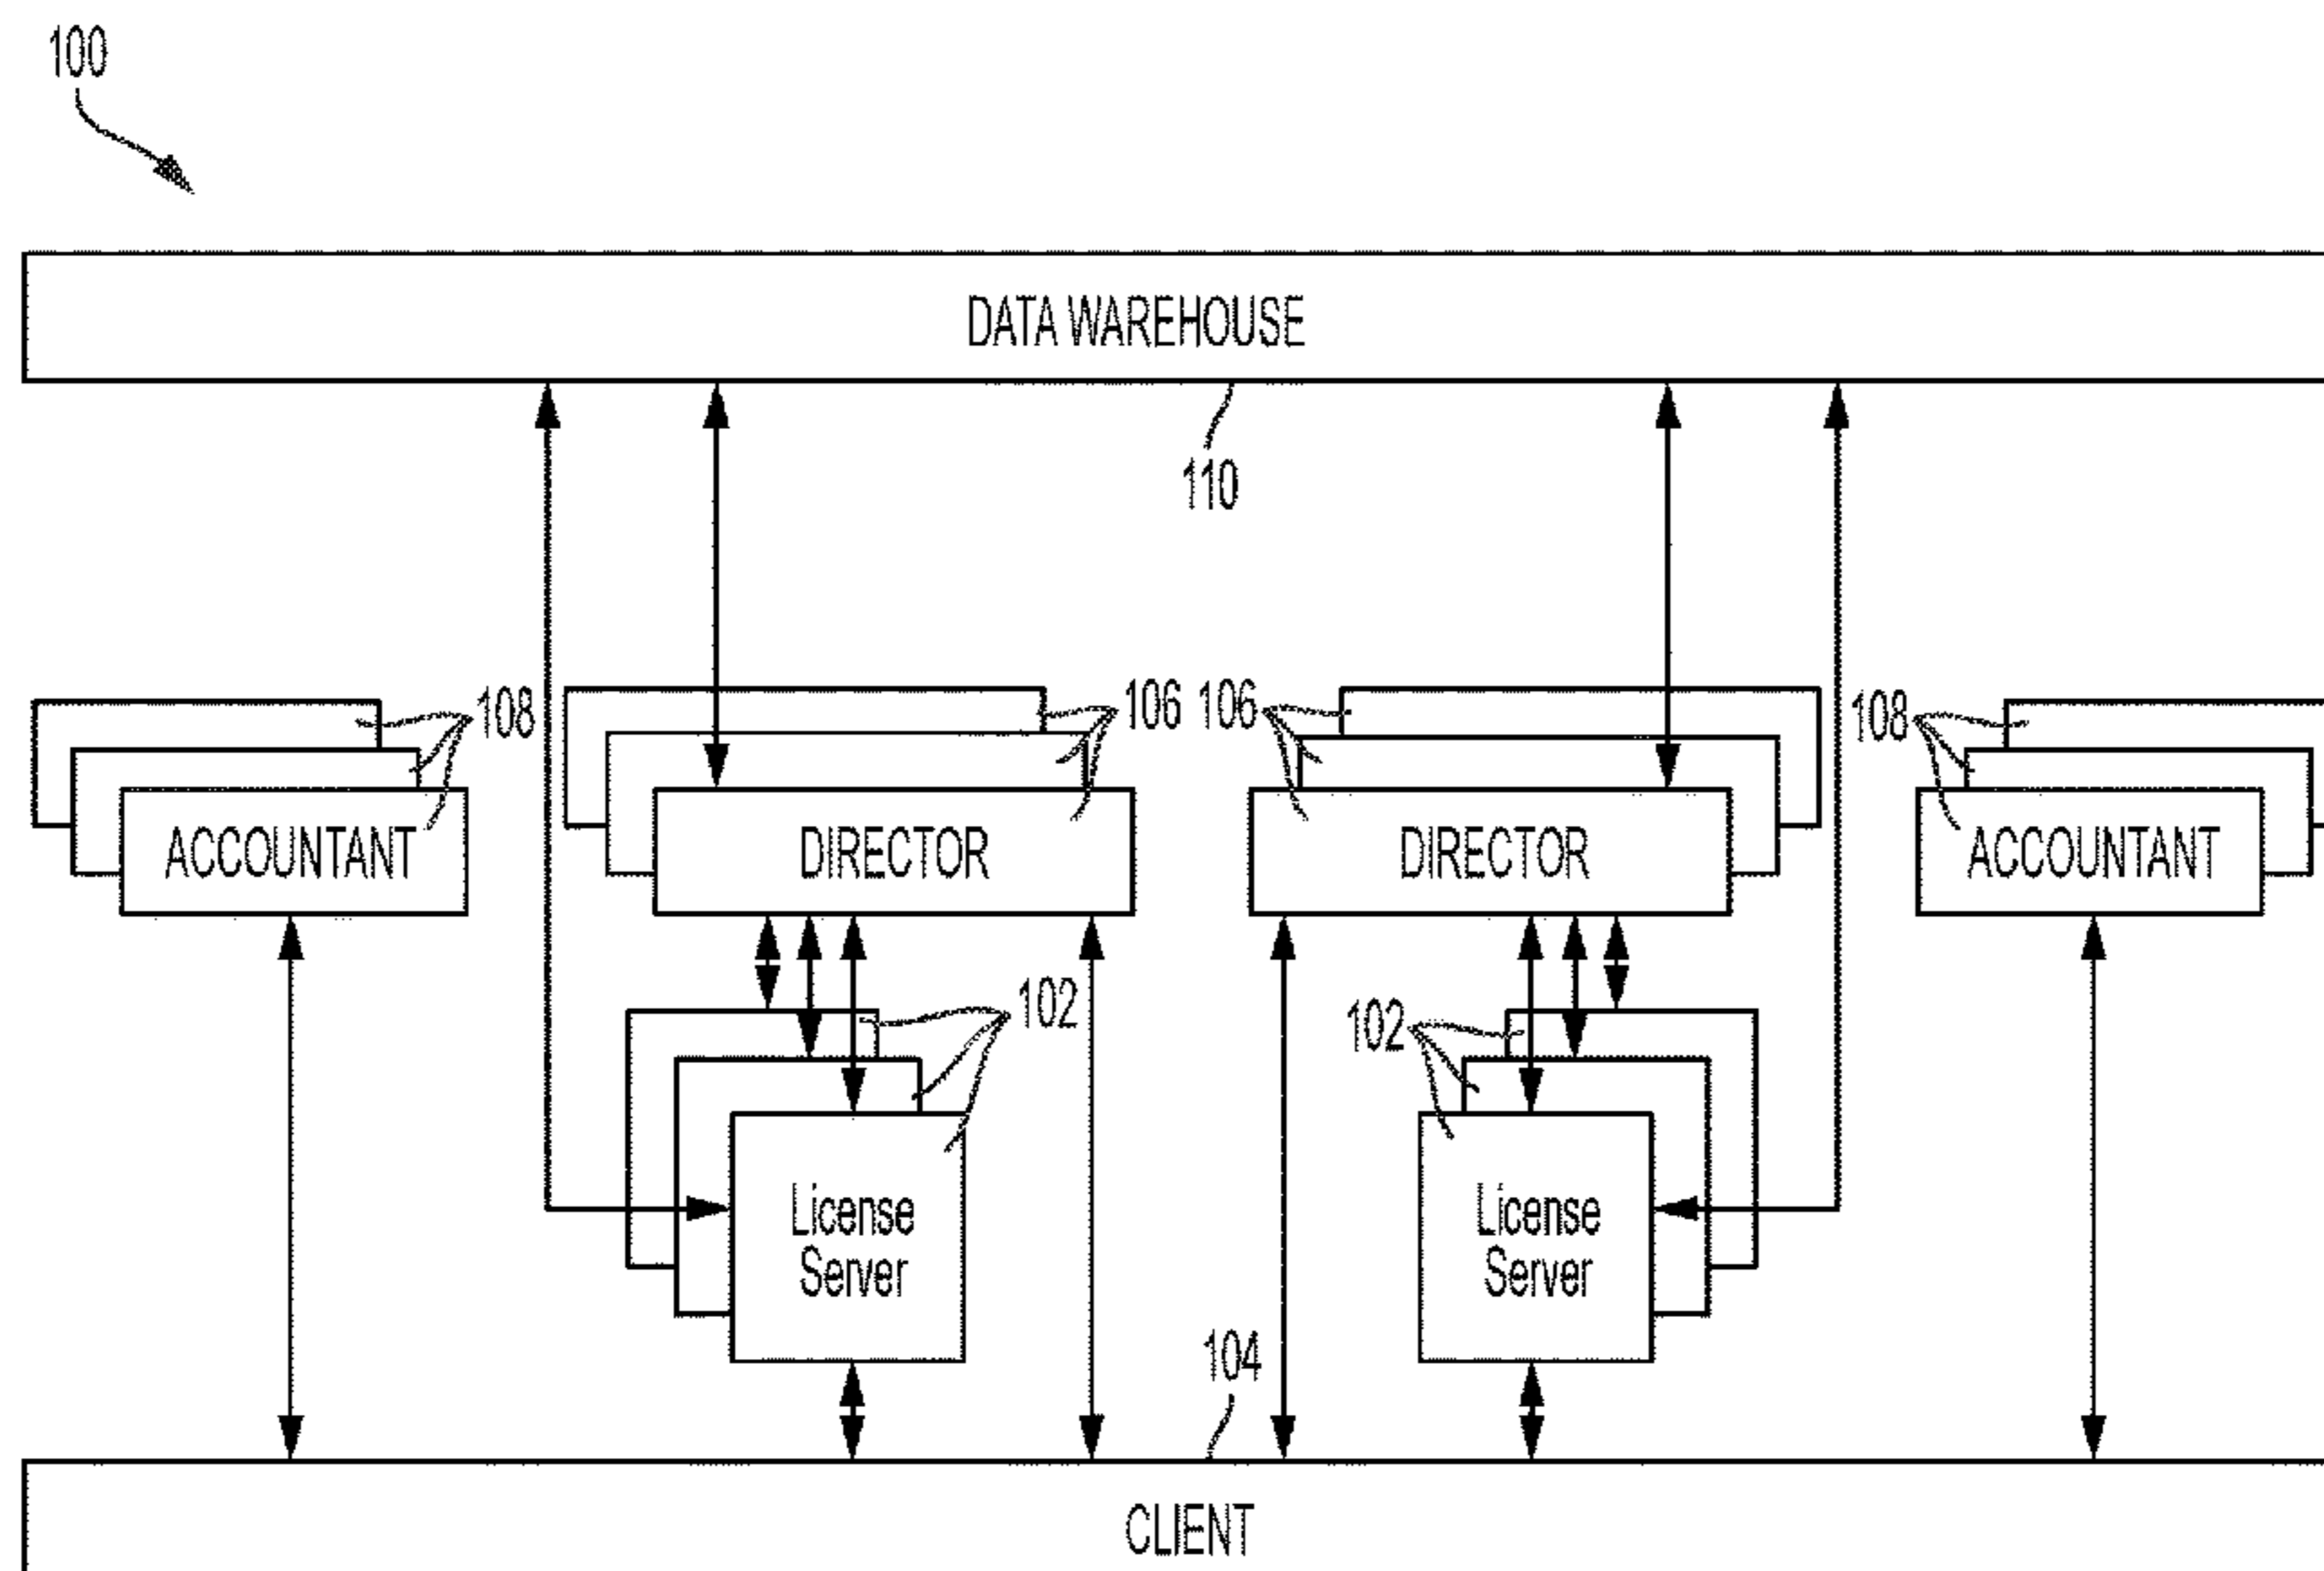 100
DATA WAREHOUSE
110
108
106
106
108
ACCOUNTANT
DIRECTOR
DIRECTOR
ACCOUNTANT
102
102
License
Server
License
Server
104
CLIENT